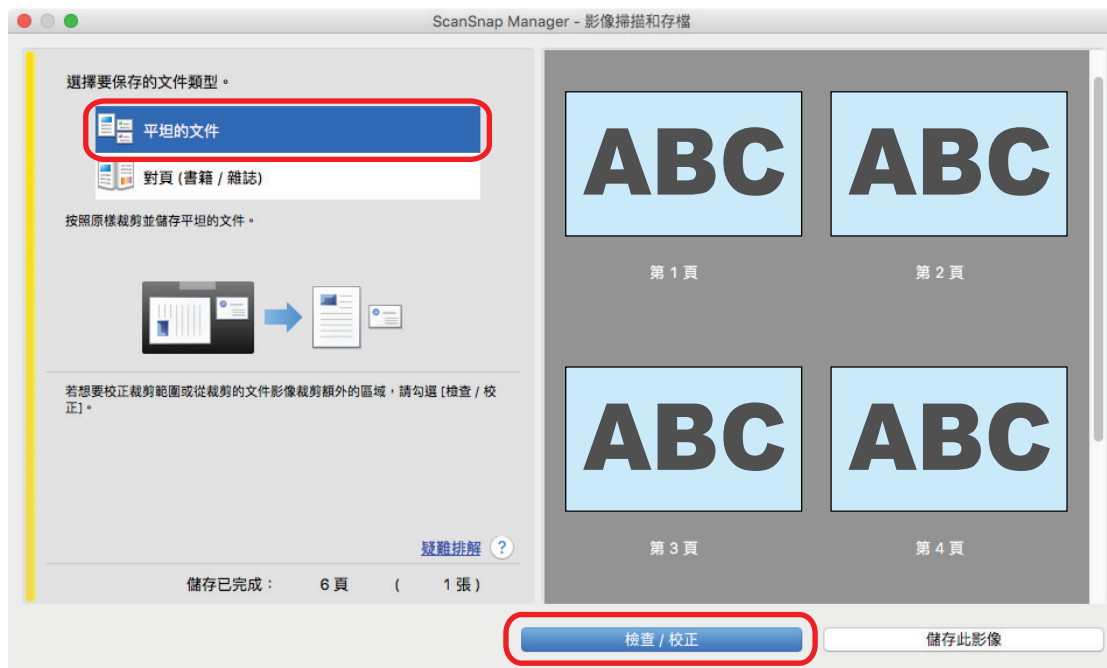 ScanSnap Manager - 影像掃描和存檔
選擇要保存的文件類型。
平坦的文件
對頁 (書籍 / 雜誌)
按照原樣裁剪並儲存平坦的文件。
若想要校正裁剪範圍或從裁剪的文件影像裁剪額外的區域，請勾選 [檢查 / 校
正]。
疑難排解 ?
儲存已完成： 6 頁 ( 1 張 )
ABC ABC
第 1 頁 第 2 頁
ABC ABC
第 3 頁 第 4 頁
檢查 / 校正 儲存此影像